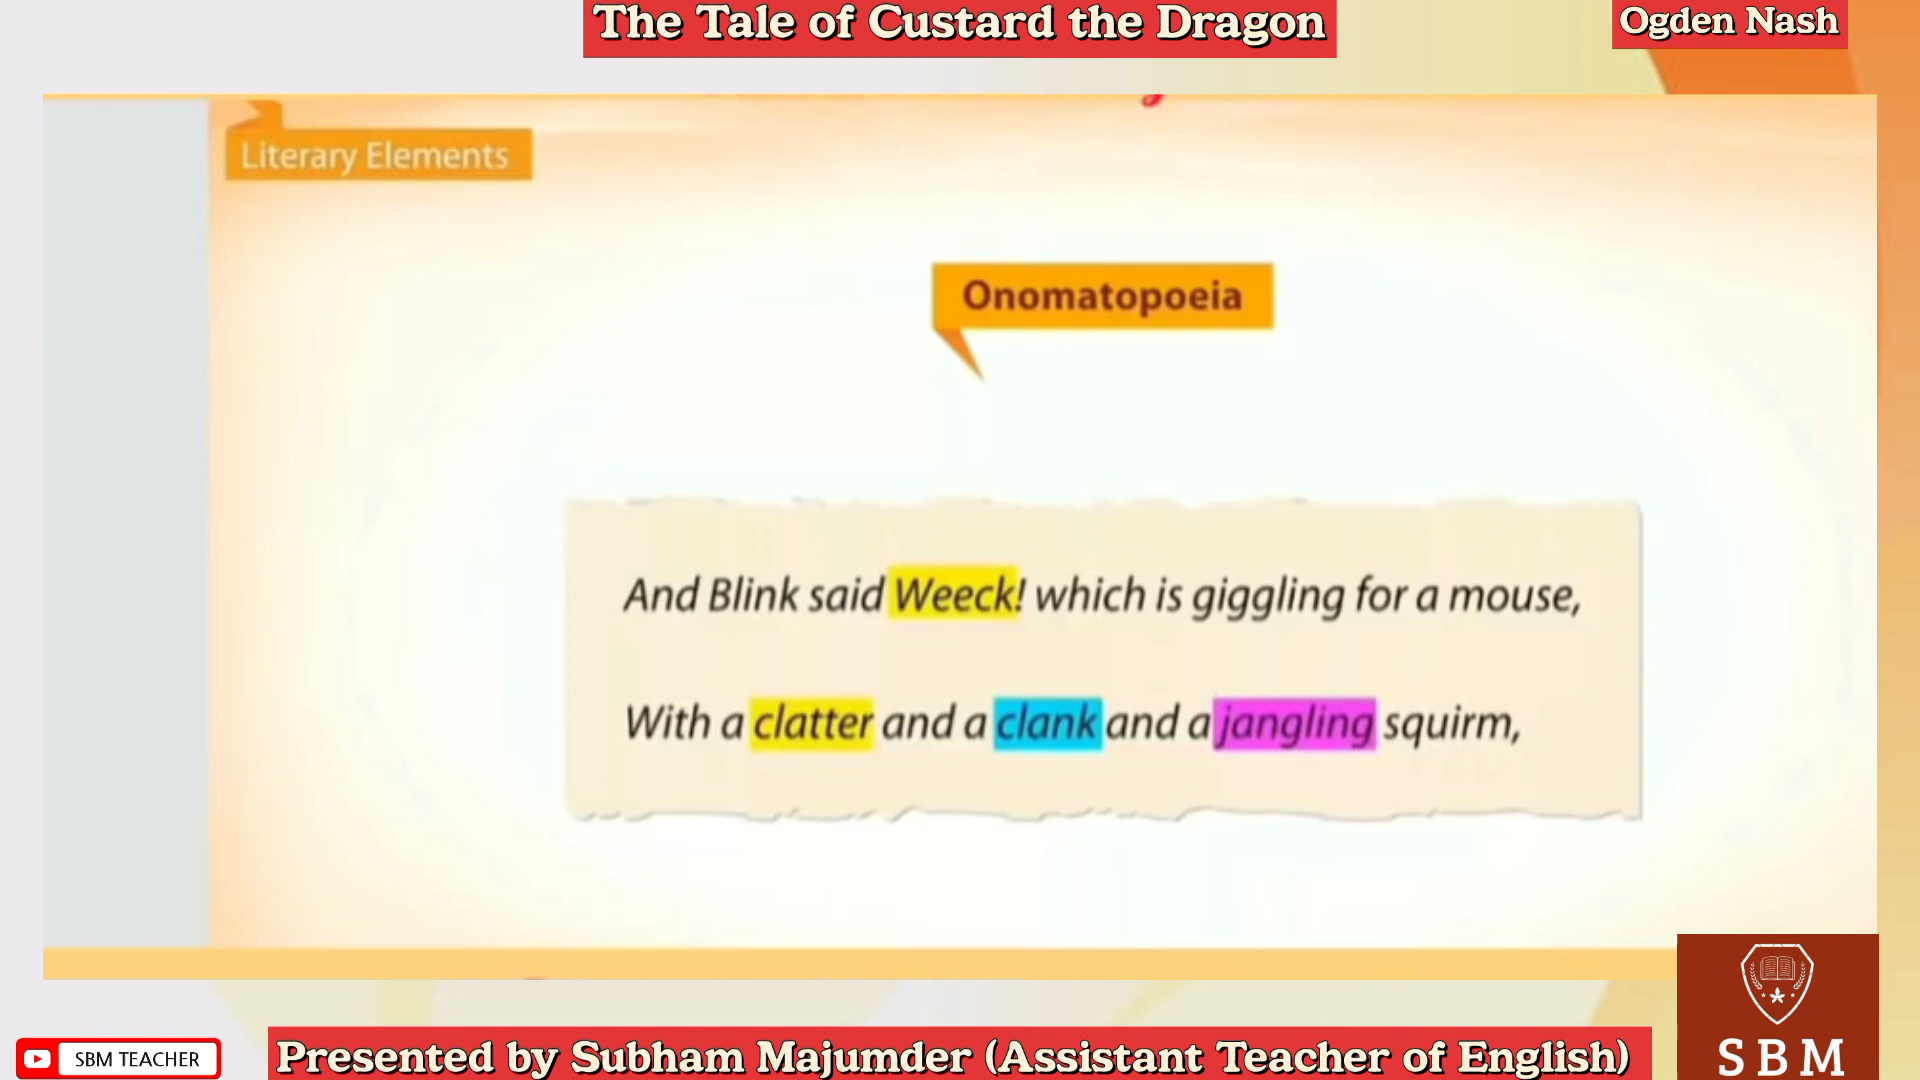 The Tale of Custard the Dragon
Ogden Nash
Literary Elements
Onomatopoeia
And Blink said Weeck! which is giggling for a mouse,
With a clatter and a clank and a jangling squirm,
SBM TEACHER
Presented by Subham Majumder (Assistant Teacher of English)
SBM